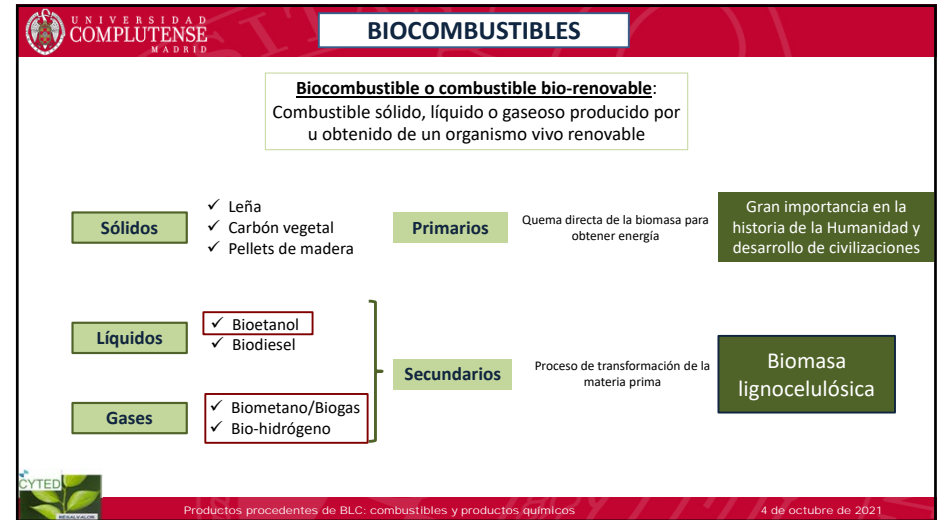 UNIVERSIDAD
COMPLUTENSE
MADRID
BIOCOMBUSTIBLES
Biocombustible o combustible bio-renovable:
Combustible sólido, líquido o gaseoso producido por
u obtenido de un organismo vivo renovable
Sólidos
✓ Leña
✓ Carbón vegetal
✓ Pellets de madera
Primarios
Quema directa de la biomasa para
obtener energía
Gran importancia en la
historia de la Humanidad y
desarrollo de civilizaciones
Líquidos
✓ Bioetanol
✓ Biodiesel
Gases
✓ Biometano/Biogas
✓ Bio-hidrógeno
Secundarios
Proceso de transformación de la
materia prima
Biomasa
lignocelulósica
CYTED
Productos procedentes de BLC: combustibles y productos químicos
4 de octubre de 2021